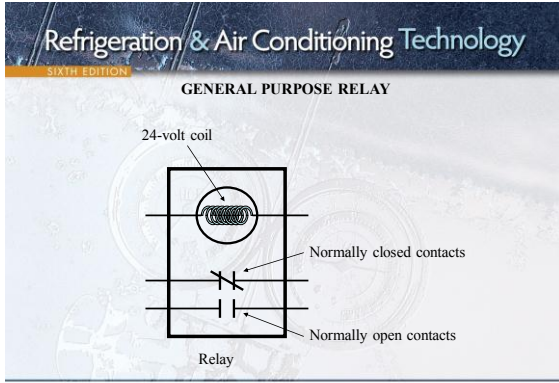 Refrigeration & Air Conditioning Technology
SIXTH EDITION
GENERAL PURPOSE RELAY
24-volt coil
Normally closed contacts
Normally open contacts
Relay